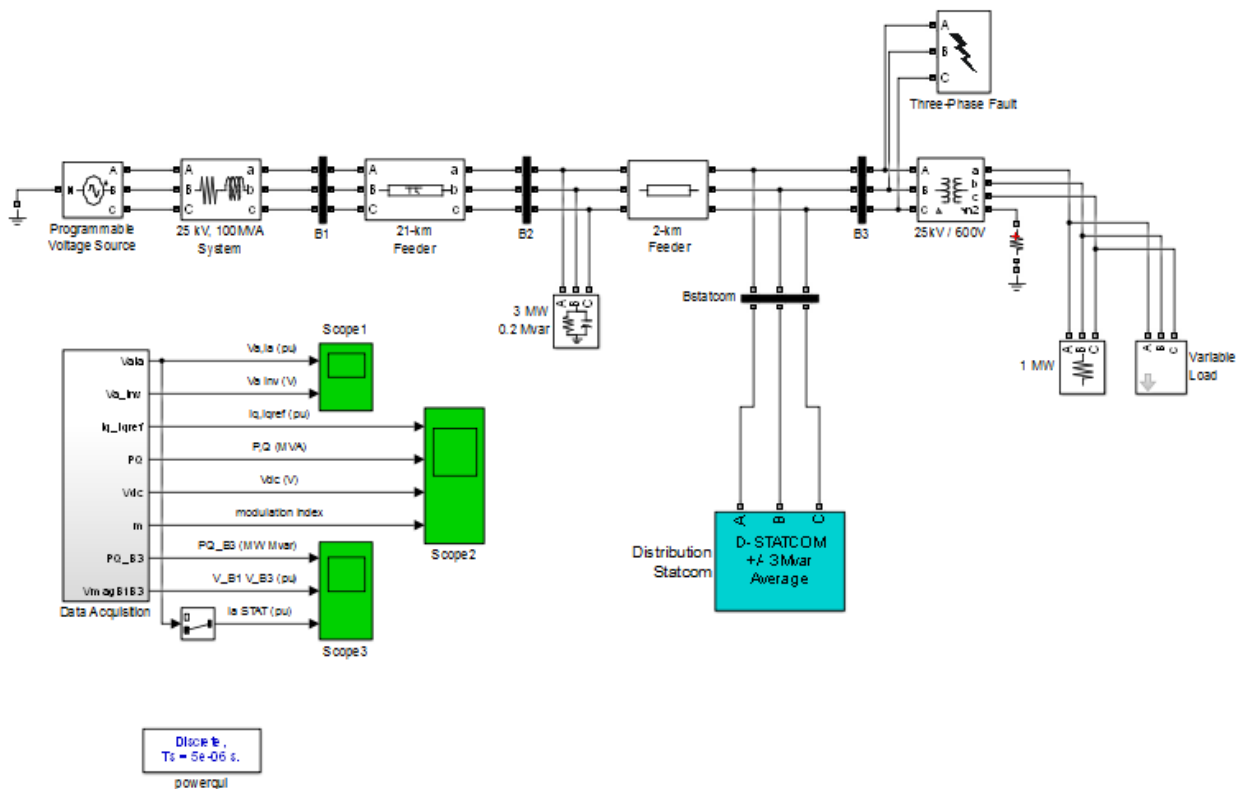 A
B
C
Three-Phase Fault
N
A
B
C
Programmable
Voltage Source
A
B
C
25 kV, 100MVA
System
B1
A
B
C
a
b
c
21-km
Feeder
B2
2-km
Feeder
B3
A
B
C
a
b
c
n2
25kV / 600V
A
B
C
3 MW
0.2 Mvar
Bstatcom
A
B
C
1 MW
A
B
C
Variable
Load
VaIa
Va_Inv
Iq_Iqref
PQ
Vdc
m
PQ_B3
VmagB1B3
Data Acquistion
Va,Ia (pu)
Va Inv (V)
Iq,Iqref (pu)
P,Q (MVA)
Vdc (V)
modulation index
PQ_B3 (MW Mvar)
V_B1 V_B3 (pu)
Ia STAT (pu)
Scope1
Scope2
Scope3
Distribution
Statcom
A
B
C
D- STATCOM
+/- 3Mvar
Average
Discrete,
Ts = 5e-06 s.
powergui